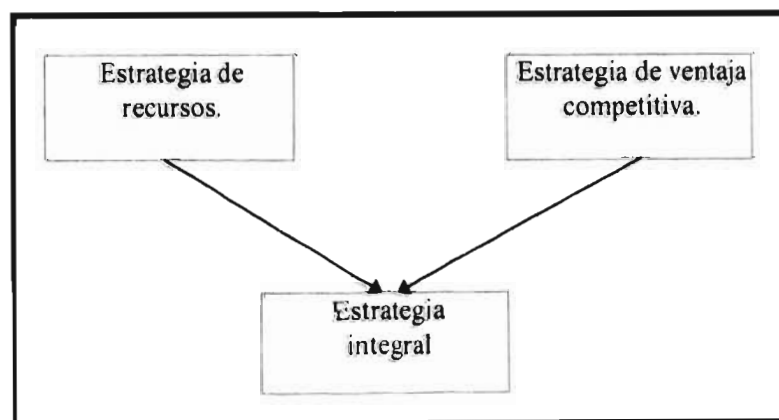 Estrategia de
recursos.
Estrategia de ventaja
competitiva.
Estrategia
integral